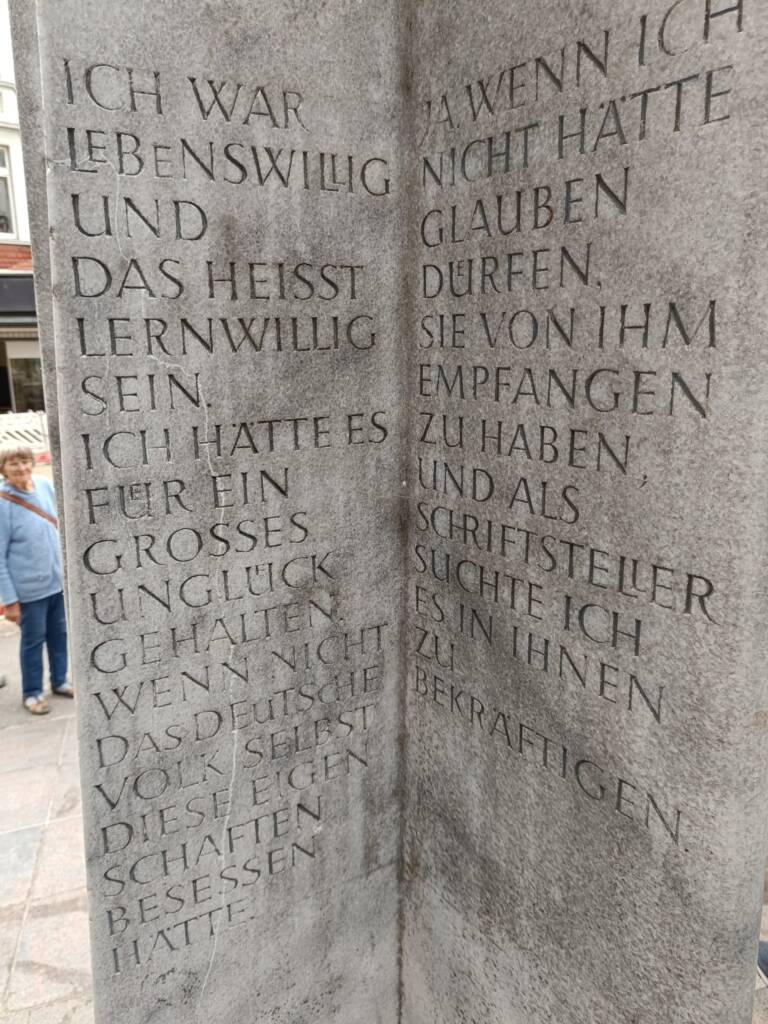 ICH WAR
LEBENSWILLIG
UND
DAS HEISST
LERNWILLIG
SEIN.
ICH HÄTTE ES
FÜR EIN
GROSSES
UNGLÜCK
GEHALTEN.
WENN NICHT
DAS DEUTSCHE
VOLK SELBST
DIESE EIGEN
SCHAFTEN
BESESSEN
HÄTTE.
JA, WENN ICH
NICHT HÄTTE
GLAUBEN
DÜRFEN,
SIE VON IHM
EMPFANGEN
ZU HABEN,
UND ALS
SCHRIFTSTELLER
SUCHTE ICH
ES IN IHNEN
ZU
BEKRÄFTIGEN.